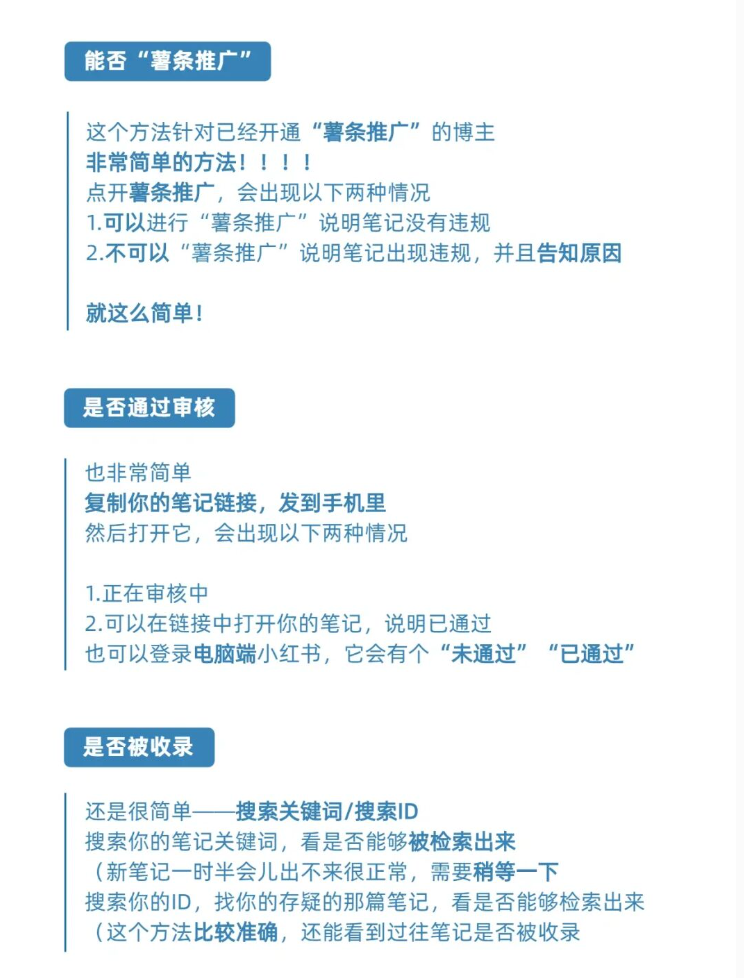 能否“薯条推广”
这个方法针对已经开通“薯条推广”的博主
非常简单的方法！！！！
点开薯条推广，会出现以下两种情况
1.可以进行“薯条推广”说明笔记没有违规
2.不可以“薯条推广”说明笔记出现违规，并且告知原因
就这么简单！
是否通过审核
也非常简单
复制你的笔记链接，发到手机里
然后打开它，会出现以下两种情况
1.正在审核中
2.可以在链接中打开你的笔记，说明已通过
也可以登录电脑端小红书，它会有个“未通过”“已通过”
是否被收录
还是很简单——搜索关键词/搜索ID
搜索你的笔记关键词，看是否能够被检索出来
（新笔记一时半会儿出不来很正常，需要稍等一下
搜索你的ID，找你的存疑的那篇笔记，看是否能够检索出来
（这个方法比较准确，还能看到过往笔记是否被收录